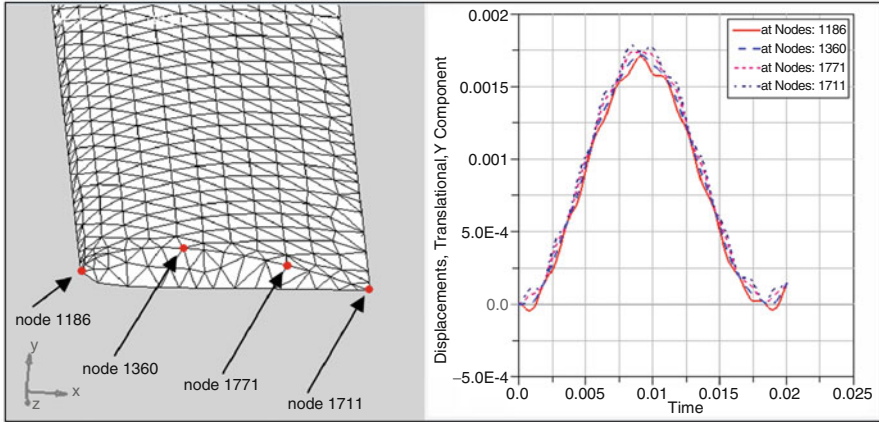 node 1186
node 1360
node 1771
node 1711
y
x
z
Displacements, Translational, Y Component
0.002
0.0015
0.001
5.0E-4
0.0
–5.0E-4
0.0
0.005
0.01
0.015
0.02
0.025
Time
at Nodes: 1186
at Nodes: 1360
at Nodes: 1771
at Nodes: 1711